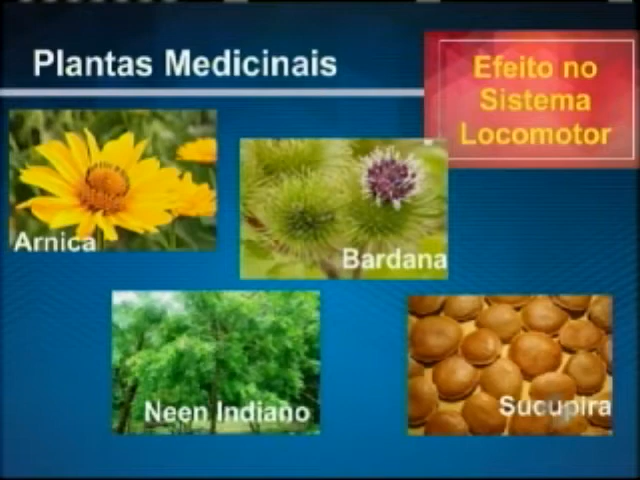 Plantas Medicinais
Efeito no
Sistema
Locomotor
Arnica
Bardana
Neen Indiano
Sucupira